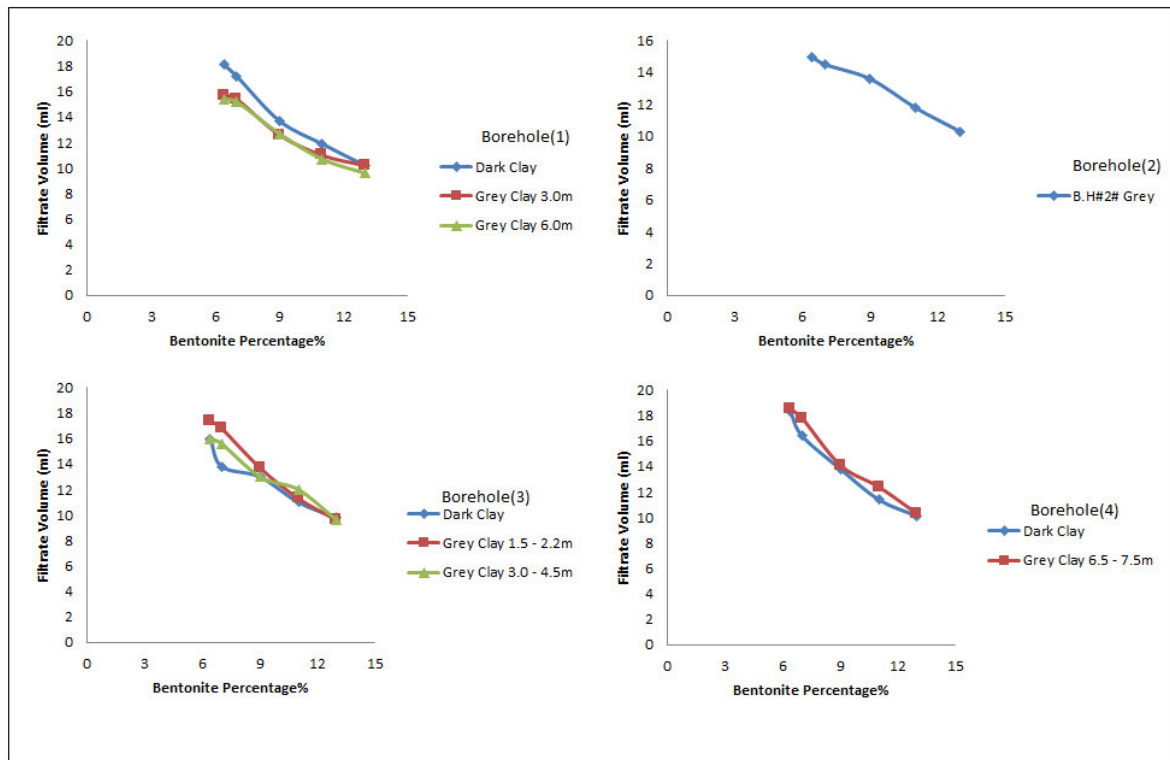 20
18
16
14
12
10
8
6
4
2
0
Filtrate Volume (ml)
0 3 6 9 12 15
Bentonite Percentage%
Borehole(1)
Dark Clay
Grey Clay 3.0m
Grey Clay 6.0m
16
14
12
10
8
6
4
2
0
Filtrate Volume (ml)
0 3 6 9 12 15
Bentonite Percentage%
Borehole(2)
B.H#2# Grey
20
18
16
14
12
10
8
6
4
2
0
Filtrate Volume (ml)
0 3 6 9 12 15
Bentonite Percentage%
Borehole(3)
Dark Clay
Grey Clay 1.5 - 2.2m
Grey Clay 3.0 - 4.5m
20
18
16
14
12
10
8
6
4
2
0
Filtrate Volume (ml)
0 3 6 9 12 15
Bentonite Percentage%
Borehole(4)
Dark Clay
Grey Clay 6.5 - 7.5m